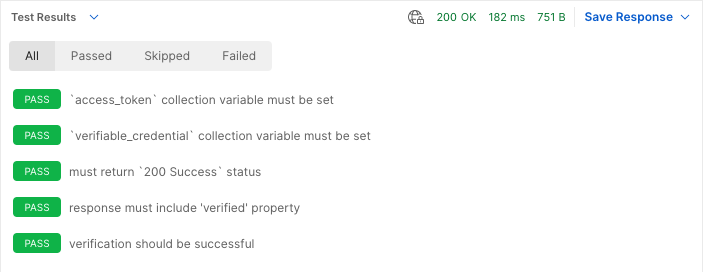 Test Results 200 OK 182 ms 751 B Save Response
All Passed Skipped Failed
PASS `access_token` collection variable must be set
PASS `verifiable_credential` collection variable must be set
PASS must return `200 Success` status
PASS response must include 'verified' property
PASS verification should be successful